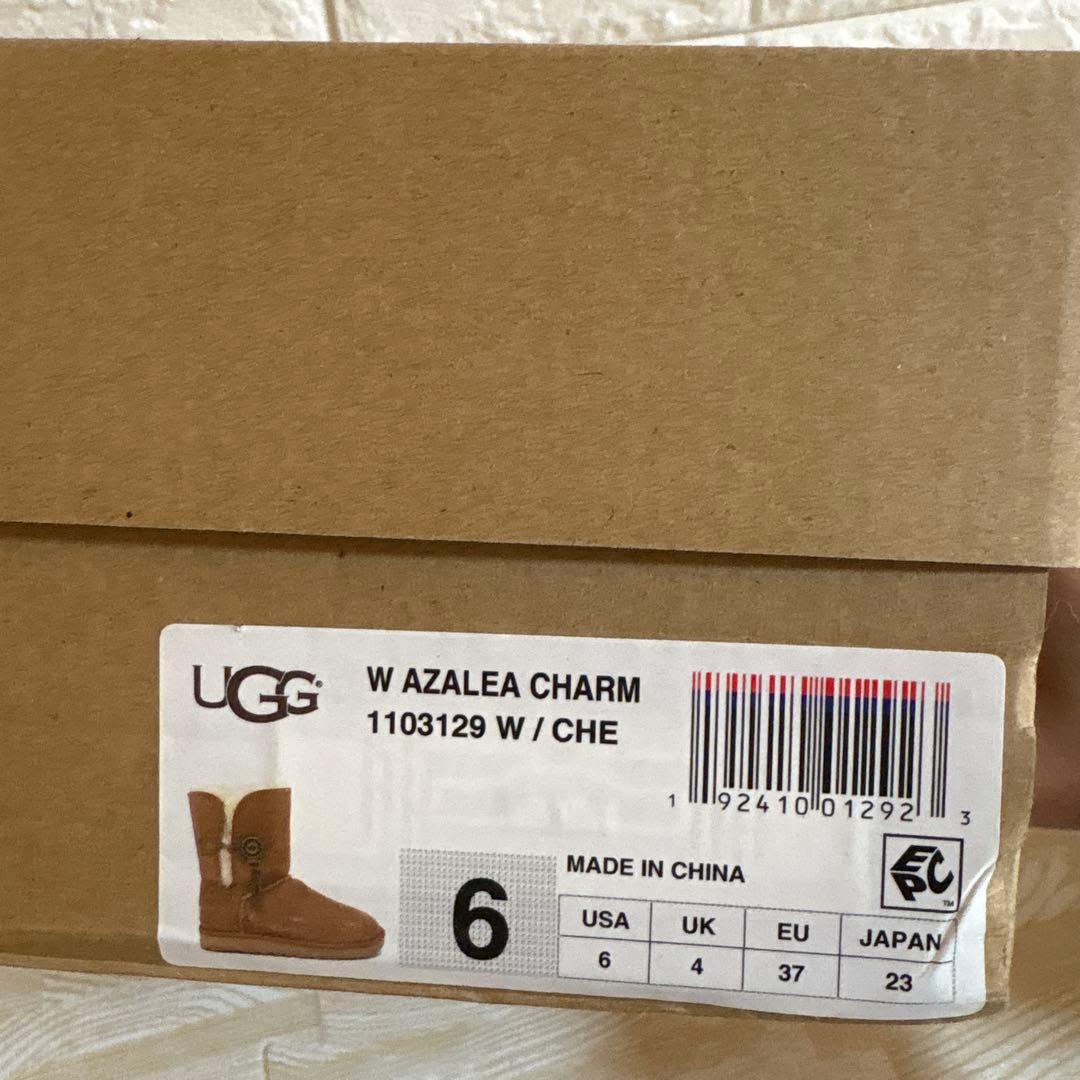 UGG®
W AZALEA CHARM
1103129 W / CHE
1 92410 01292 3
EPC™
MADE IN CHINA
6
USA UK EU JAPAN
6 4 37 23